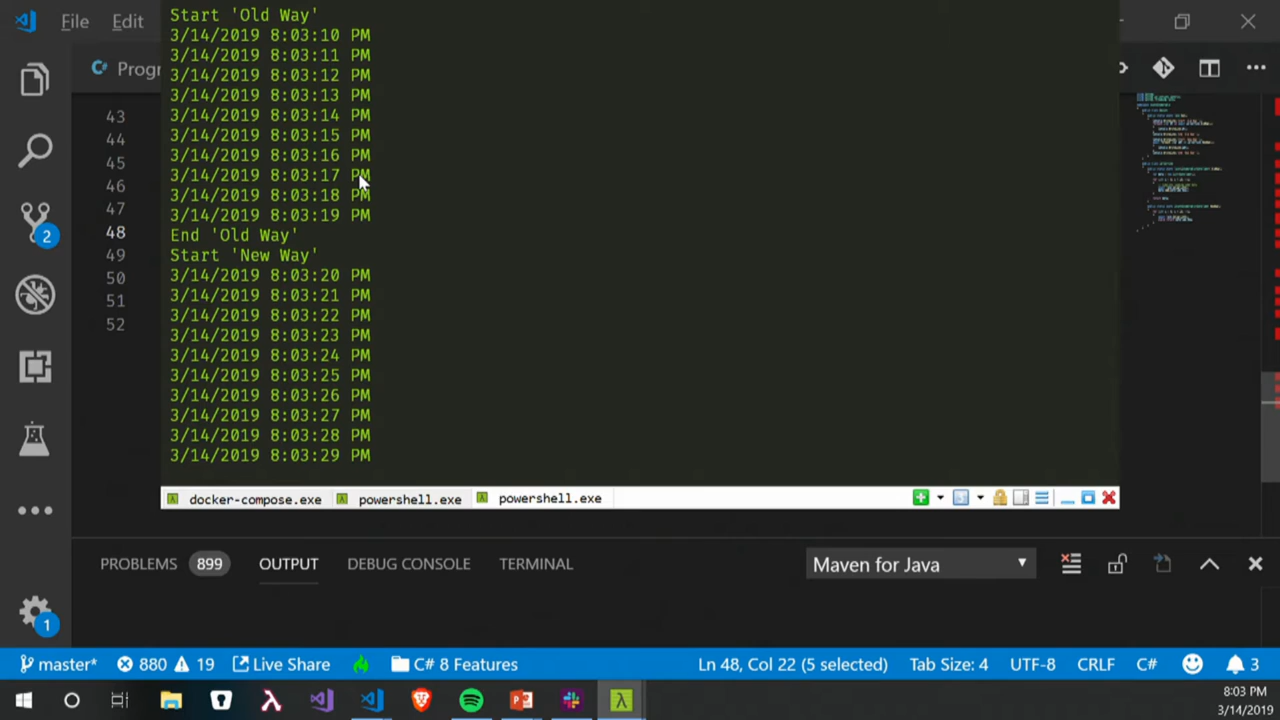 File Edit
Start 'Old Way'
3/14/2019 8:03:10 PM
3/14/2019 8:03:11 PM
3/14/2019 8:03:12 PM
3/14/2019 8:03:13 PM
3/14/2019 8:03:14 PM
3/14/2019 8:03:15 PM
3/14/2019 8:03:16 PM
3/14/2019 8:03:17 PM
3/14/2019 8:03:18 PM
3/14/2019 8:03:19 PM
End 'Old Way'
Start 'New Way'
3/14/2019 8:03:20 PM
3/14/2019 8:03:21 PM
3/14/2019 8:03:22 PM
3/14/2019 8:03:23 PM
3/14/2019 8:03:24 PM
3/14/2019 8:03:25 PM
3/14/2019 8:03:26 PM
3/14/2019 8:03:27 PM
3/14/2019 8:03:28 PM
3/14/2019 8:03:29 PM
C# Progr
43
44
45
46
47
48
49
50
51
52
2
docker-compose.exe powershell.exe powershell.exe
PROBLEMS 899 OUTPUT DEBUG CONSOLE TERMINAL Maven for Java
1
master* 880 19 Live Share C# 8 Features Ln 48, Col 22 (5 selected) Tab Size: 4 UTF-8 CRLF C# 3
8:03 PM
3/14/2019